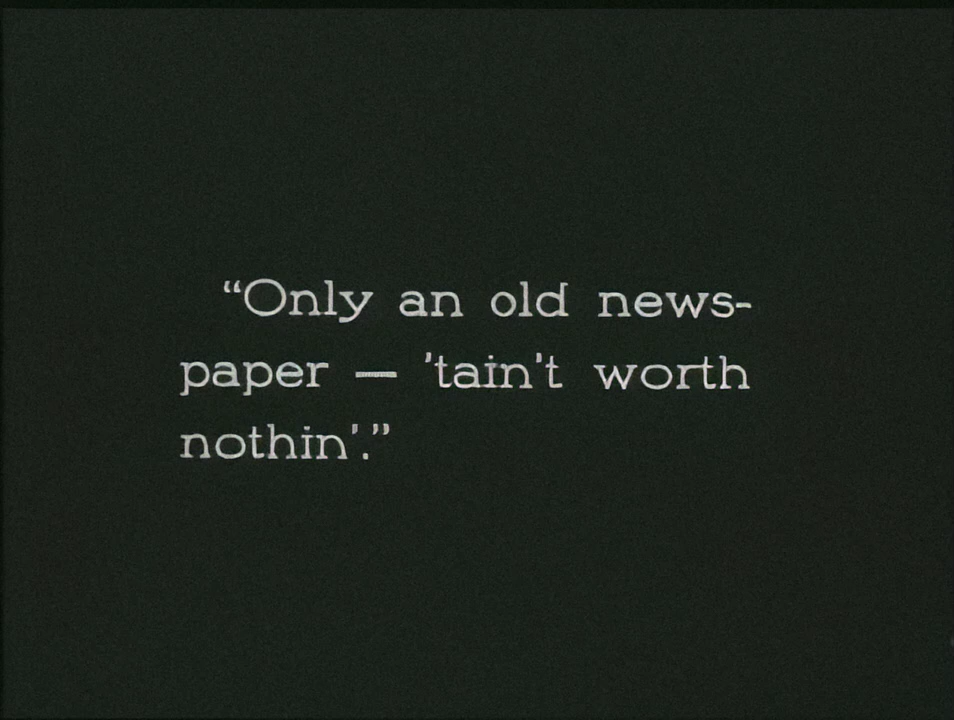 “Only an old news-
paper — 'tain't worth
nothin'.”